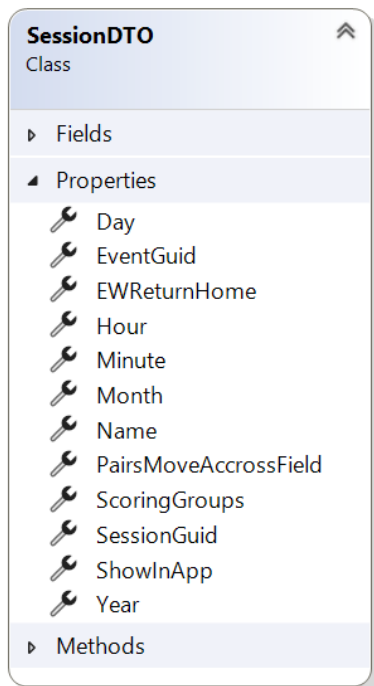 SessionDTO
Class
Fields
Properties
Day
EventGuid
EWReturnHome
Hour
Minute
Month
Name
PairsMoveAccrossField
ScoringGroups
SessionGuid
ShowInApp
Year
Methods